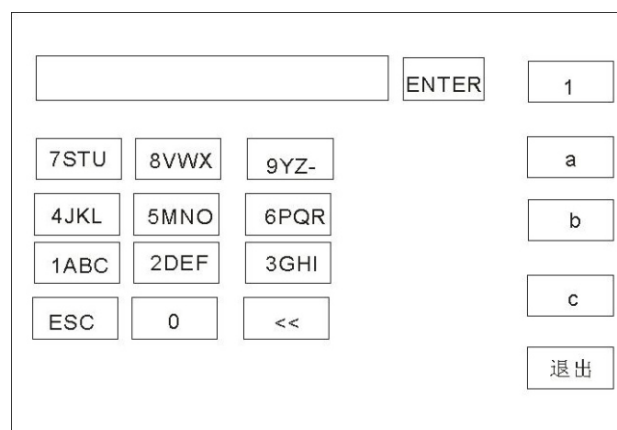 ENTER 1
7STU 8VWX 9YZ- a
4JKL 5MNO 6PQR b
1ABC 2DEF 3GHI
ESC 0 << c
退出